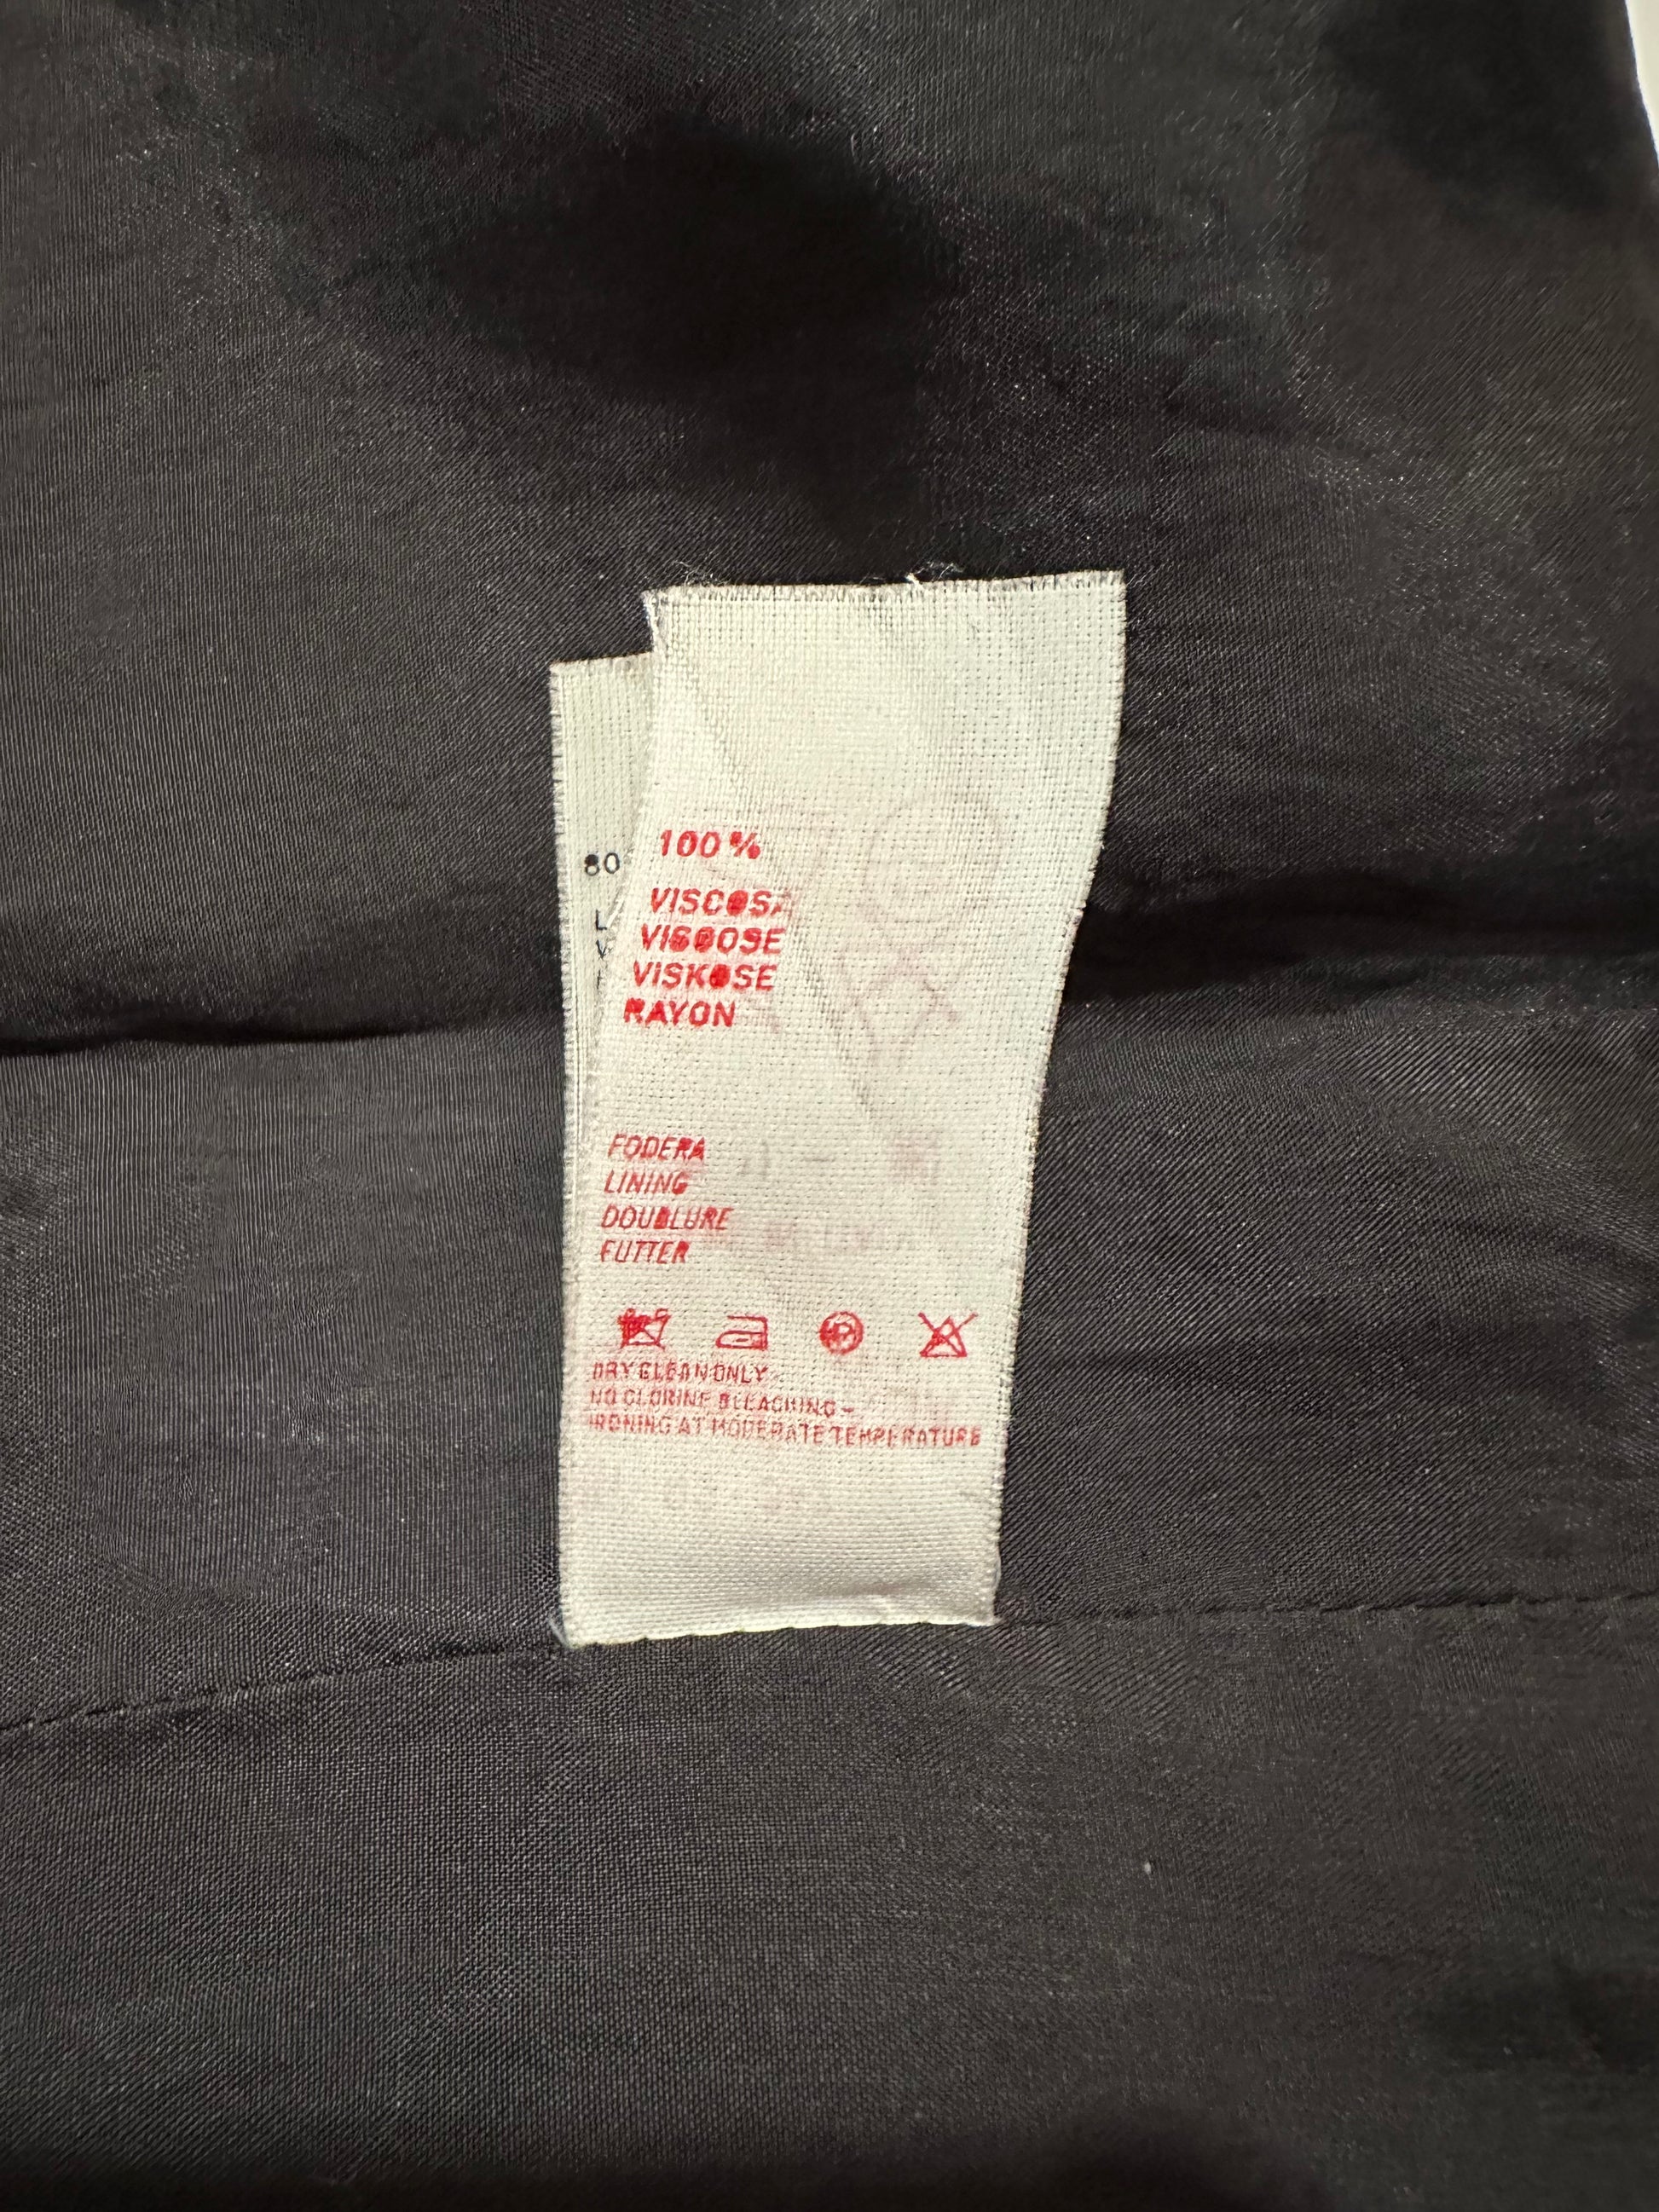 100%
VISCOSA
VISCOSE
VISKOSE
RAYON
FODERA
LINING
DOUBLURE
FUTTER
DRY CLEAN ONLY -
NO CLORINE BLEACHING -
IRONING AT MODERATE TEMPERATURE
80
L
V